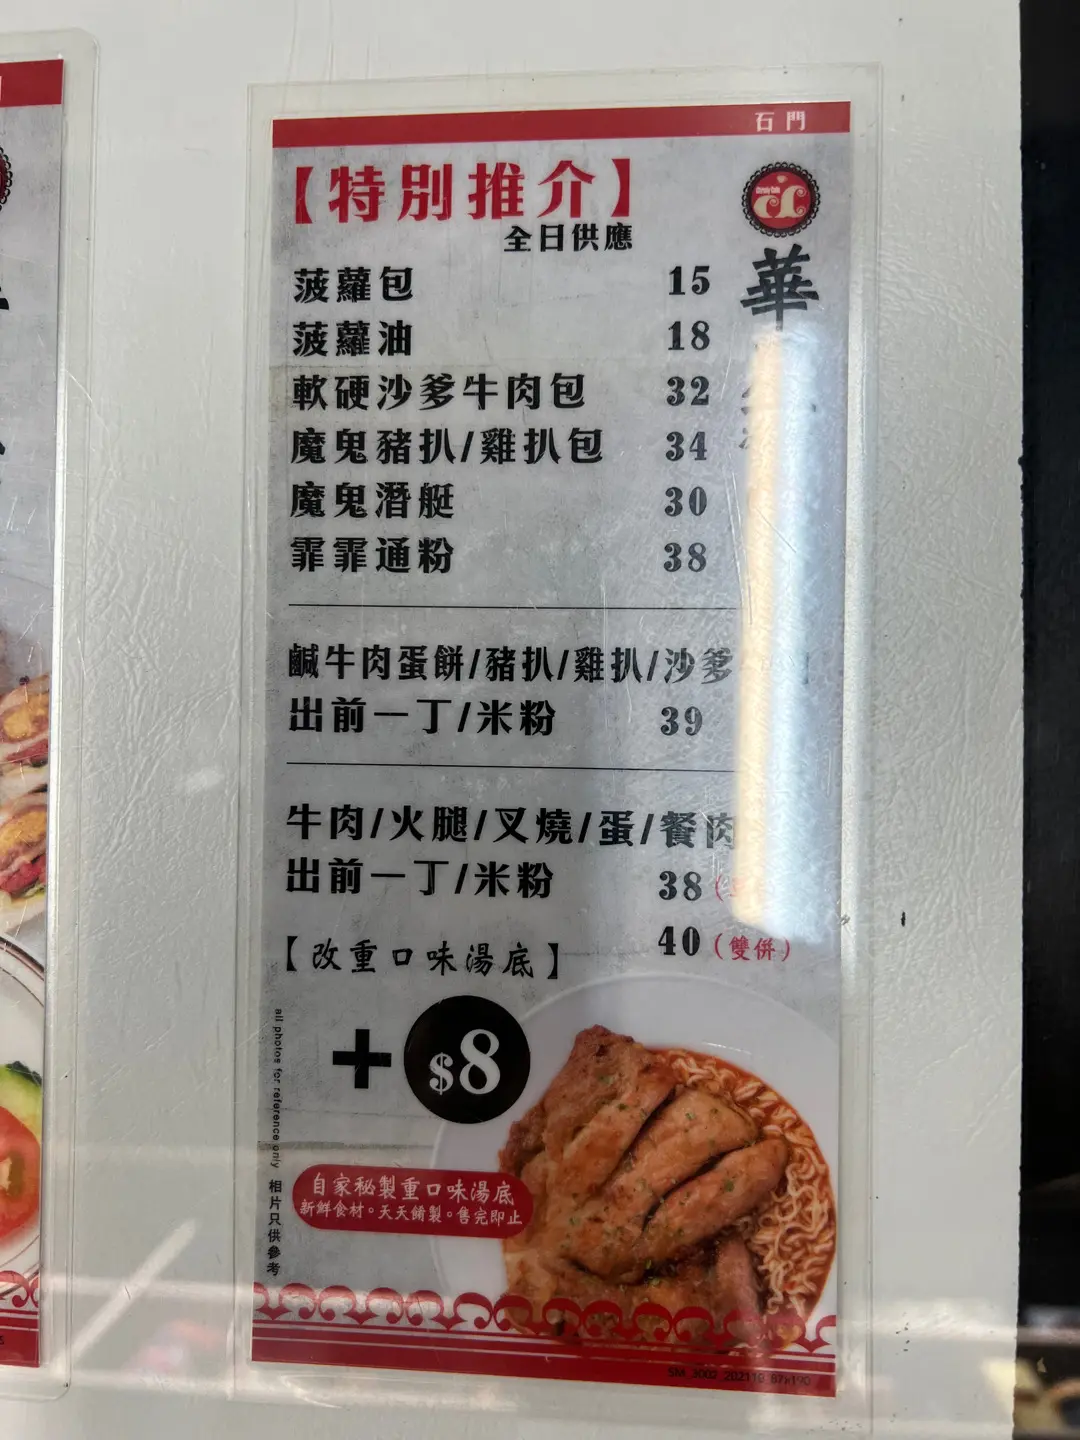 石門
【特別推介】
全日供應
華
菠蘿包 15
菠蘿油 18
軟硬沙爹牛肉包 32
魔鬼豬扒/雞扒包 34
魔鬼潛艇 30
霏霏通粉 38
鹹牛肉蛋餅/豬扒/雞扒/沙爹
出前一丁/米粉 39
牛肉/火腿/叉燒/蛋/餐肉
出前一丁/米粉 38
40（雙併）
【改重口味湯底】
+ $8
自家秘製重口味湯底
新鮮食材。天天餚製。售完即止
all photos for reference only 相片只供參考